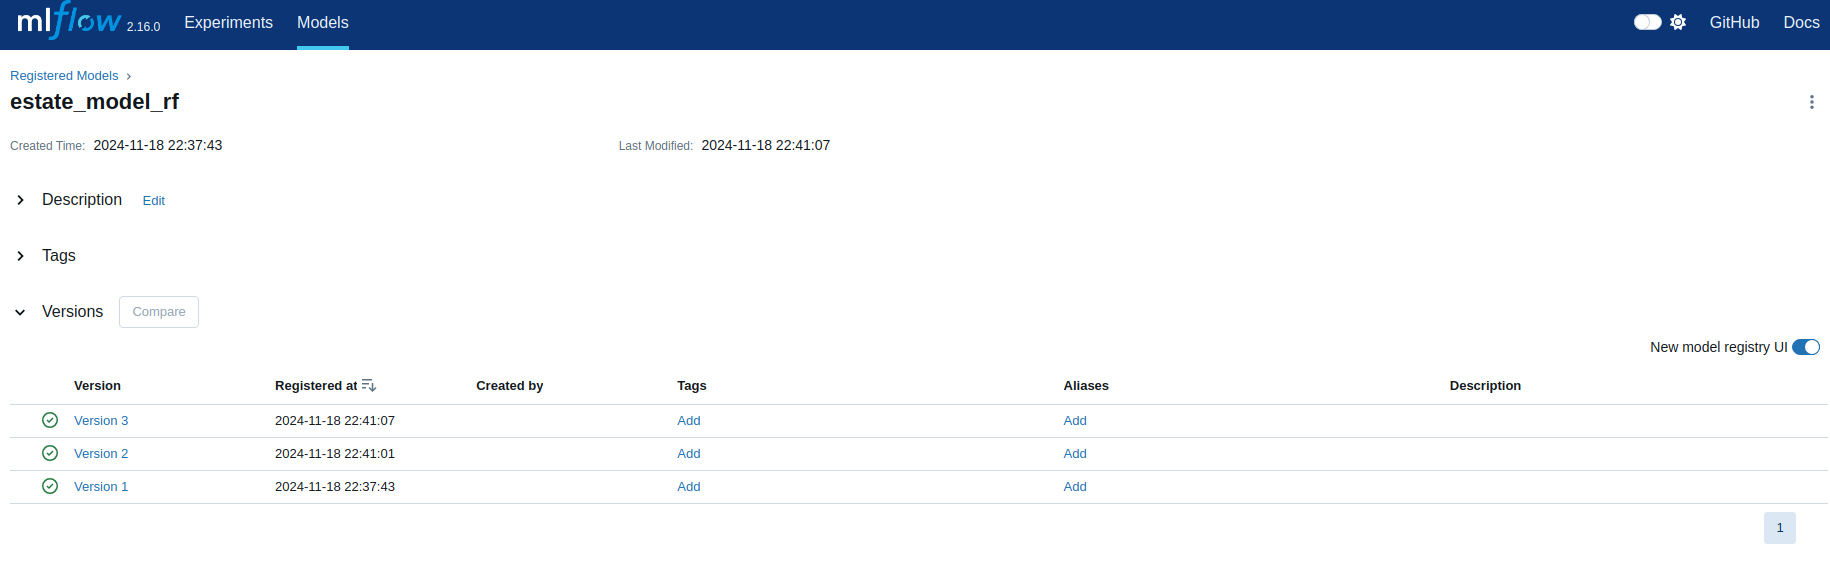 mlflow 2.16.0 Experiments Models GitHub Docs
Registered Models ›
estate_model_rf
Created Time: 2024-11-18 22:37:43 Last Modified: 2024-11-18 22:41:07
Description Edit
Tags
Versions Compare
New model registry UI
Version Registered at Created by Tags Aliases Description
Version 3 2024-11-18 22:41:07 Add Add
Version 2 2024-11-18 22:41:01 Add Add
Version 1 2024-11-18 22:37:43 Add Add
1